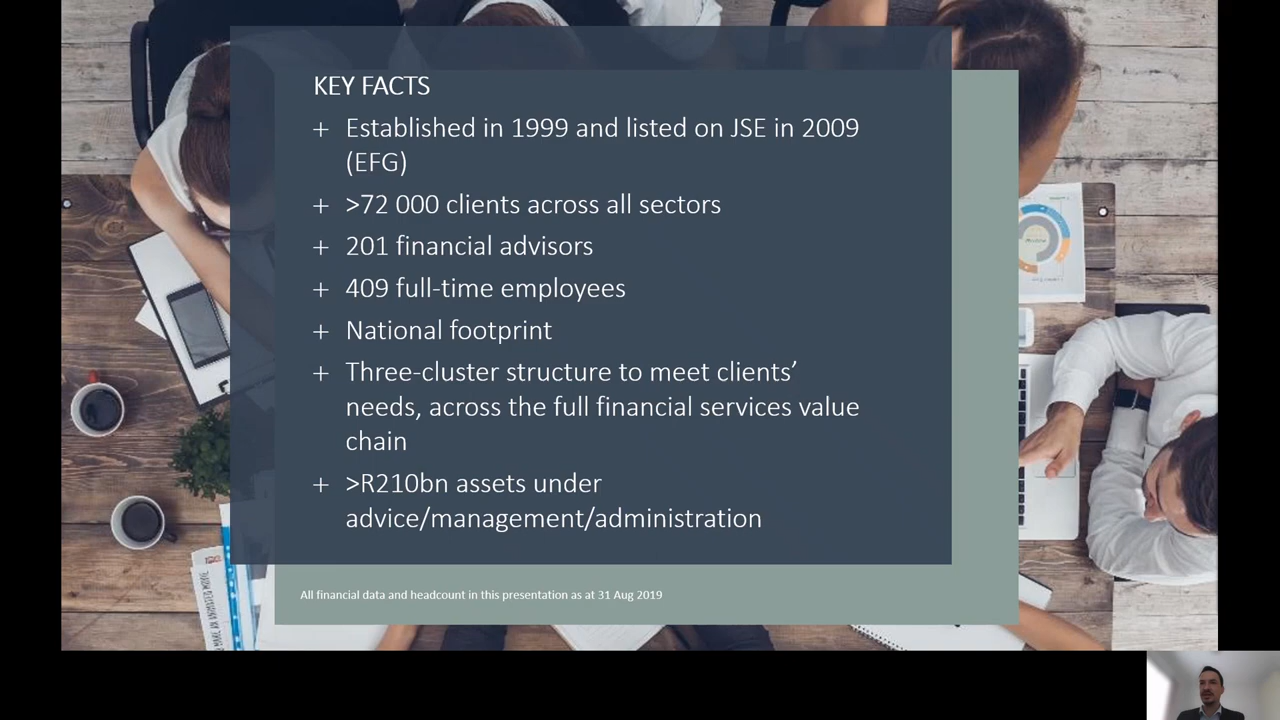 KEY FACTS
+ Established in 1999 and listed on JSE in 2009
(EFG)
+ >72 000 clients across all sectors
+ 201 financial advisors
+ 409 full-time employees
+ National footprint
+ Three-cluster structure to meet clients’
needs, across the full financial services value
chain
+ >R210bn assets under
advice/management/administration
All financial data and headcount in this presentation as at 31 Aug 2019